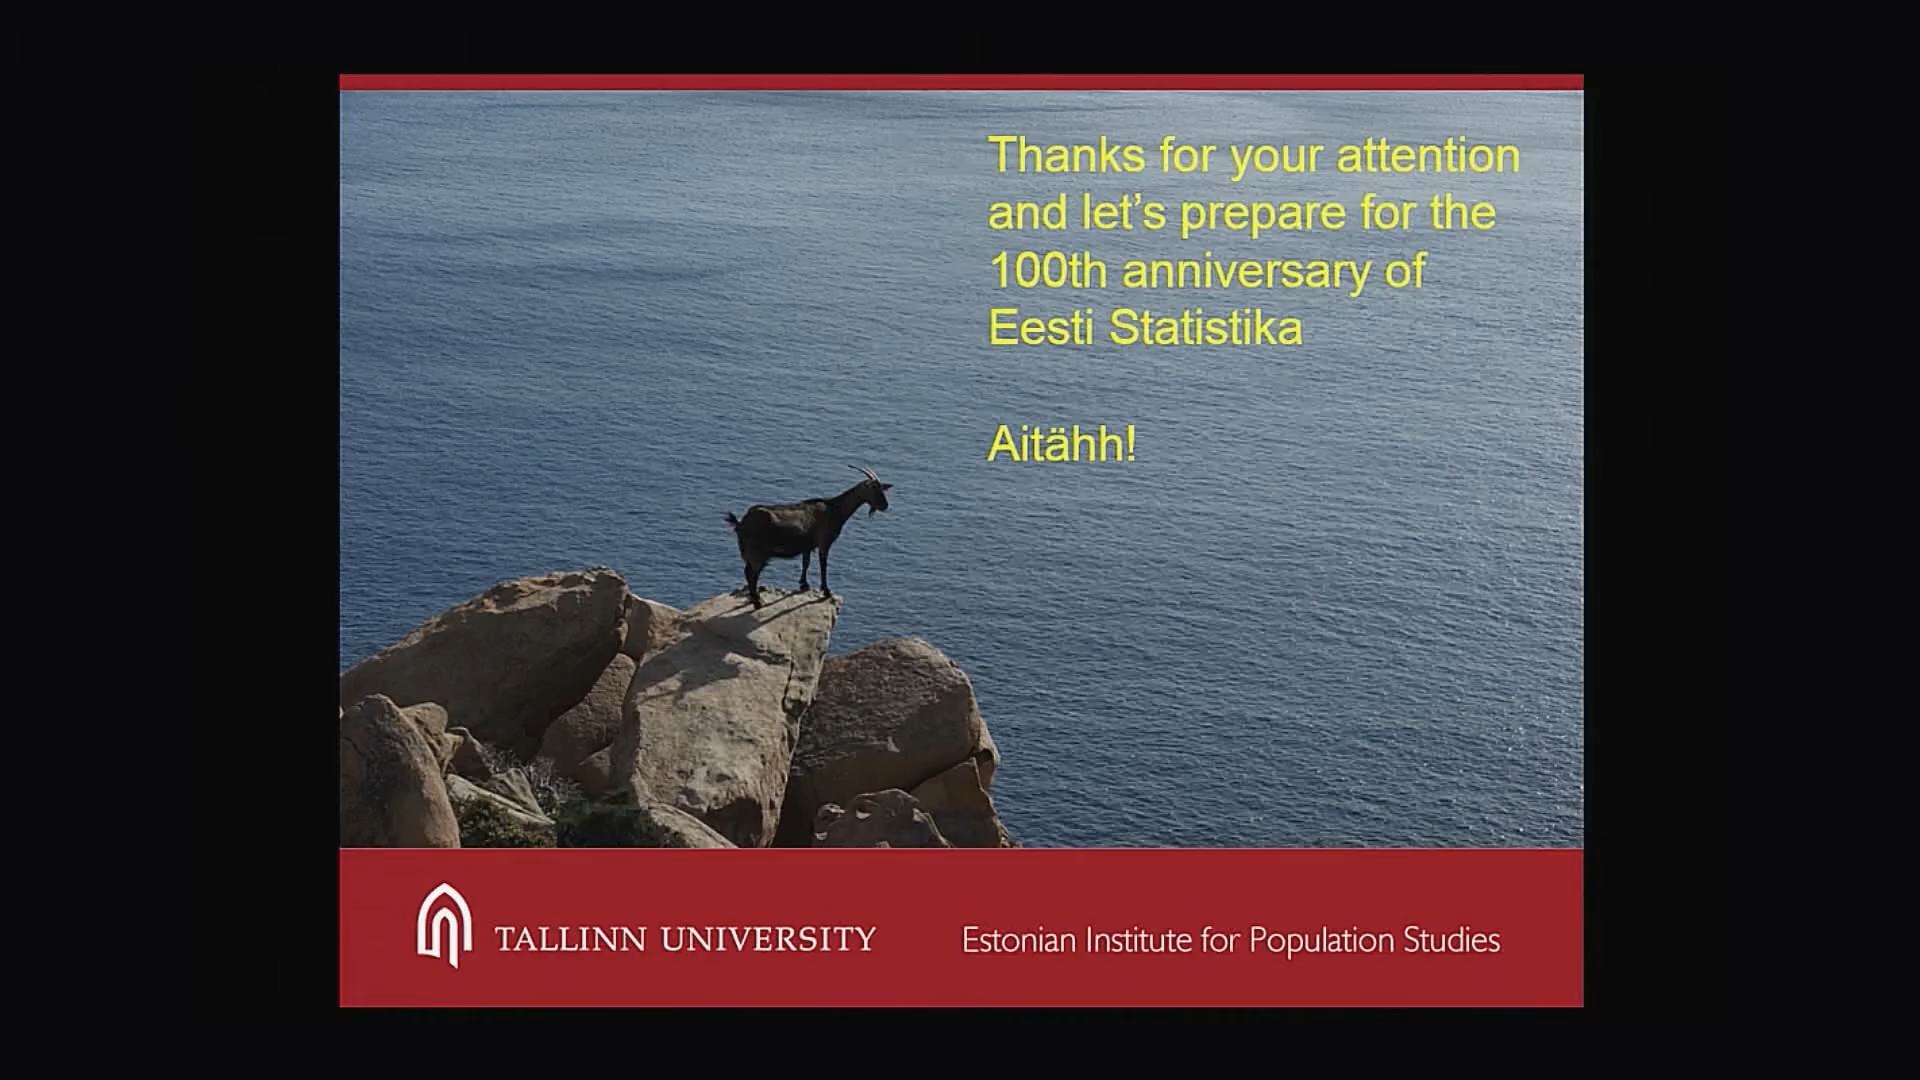 Thanks for your attention
and let’s prepare for the
100th anniversary of
Eesti Statistika
Aitähh!
TALLINN UNIVERSITY
Estonian Institute for Population Studies